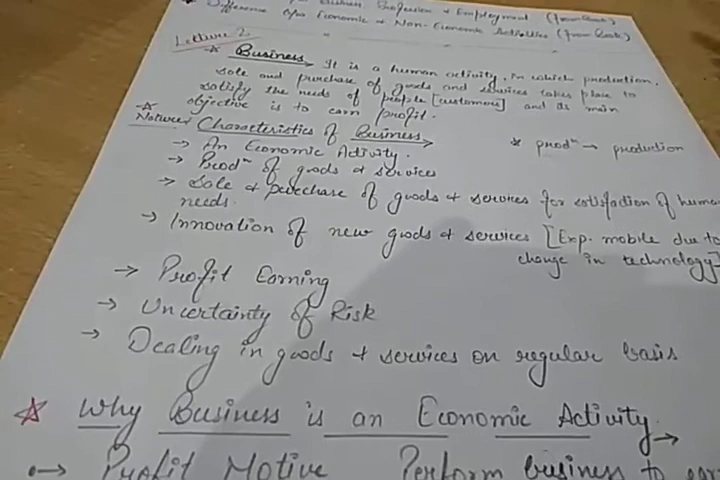 Business Profession & Employment (from book)
* Difference b/w Economic & Non-Economic Activities (from book)
Lecture 2
* Business → It is a human activity, in which production,
sale and purchase of goods and services takes place to
satisfy the needs of people [customers] and its main
objective is to earn profit.
* Nature & Characteristics of Business →
* prodⁿ → production
→ An Economic Activity.
→ Prodⁿ of goods & services
→ Sale & purchase of goods & services for satisfaction of human
needs.
→ Innovation of new goods & services [Exp. mobile due to
change in technology]
→ Profit Earning
→ Uncertainty of Risk
→ Dealing in goods & services on regular basis
☆ Why Business is an Economic Activity →
•→ Profit Motive Perform business to